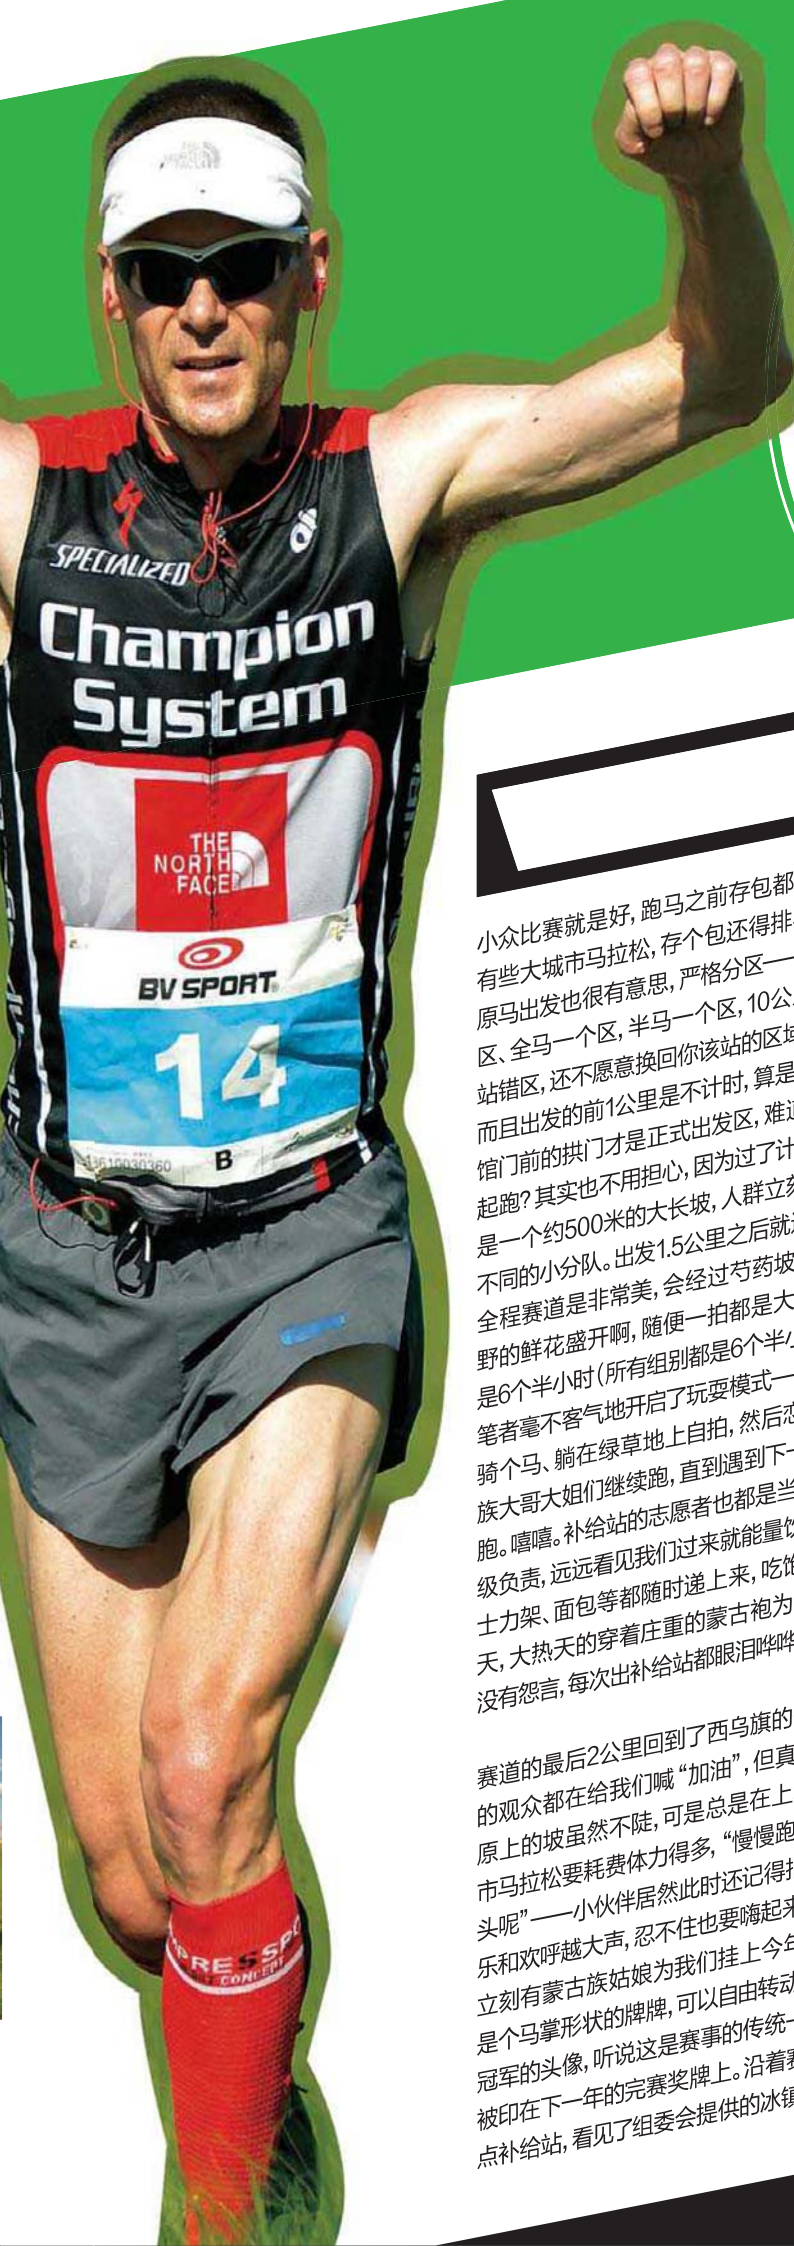 THE
NORTH
FACE
SPECIALIZED
Champion
System
THE
NORTH
FACE
BV SPORT
14
13610030360
B
PRESSPO
CONCEPT
小众比赛就是好，跑马之前存包都
有些大城市马拉松，存个包还得排
原马出发也很有意思，严格分区一
区、全马一个区，半马一个区，10公
站错区，还不愿意换回你该站的区域
而且出发的前1公里是不计时，算是
馆门前的拱门才是正式出发区，难道
起跑？其实也不用担心，因为过了计
是一个约500米的大长坡，人群立刻
不同的小分队。出发1.5公里之后就
全程赛道是非常美，会经过芍药坡
野的鲜花盛开啊，随便一拍都是大
是6个半小时（所有组别都是6个半小
笔者毫不客气地开启了玩耍模式—
骑个马、躺在绿草地上自拍，然后恋
族大哥大姐们继续跑，直到遇到下一
胞。嘻嘻。补给站的志愿者也都是当
级负责，远远看见我们过来就能量饮
士力架、面包等都随时递上来，吃饱
天，大热天的穿着庄重的蒙古袍为
没有怨言，每次出补给站都眼泪哗哗
赛道的最后2公里回到了西乌旗的
的观众都在给我们喊“加油”，但真
原上的坡虽然不陡，可是总是在上
市马拉松要耗费体力得多，“慢慢跑
头呢”——小伙伴居然此时还记得
乐和欢呼越大声，忍不住也要嗨起来
立刻有蒙古族姑娘为我们挂上今年
是个马掌形状的牌牌，可以自由转动
冠军的头像，听说这是赛事的传统—
被印在下一年的完赛奖牌上。沿着赛
点补给站，看见了组委会提供的冰镇